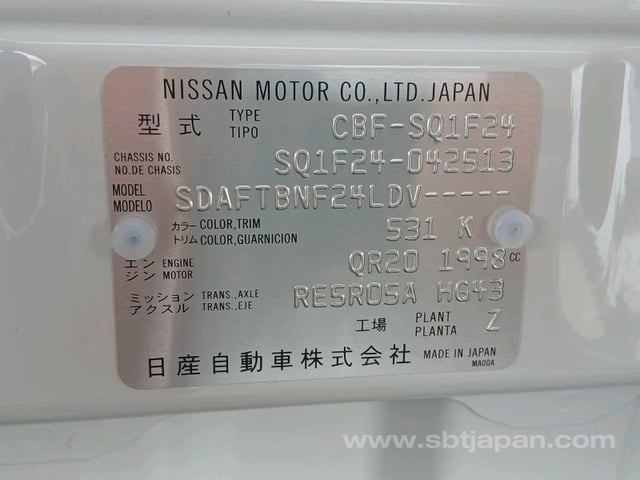 NISSAN MOTOR CO.,LTD.JAPAN
型式 TYPE TIPO CBF-SQ1F24
CHASSIS NO. NO.DE CHASIS SQ1F24-042513
MODEL MODELO SDAFTBNF24LDV-----
カラー COLOR,TRIM トリム COLOR,GUARNICION 531 K
エンジン ENGINE MOTOR QR20 1998 CC
ミッション TRANS.,AXLE アクスル TRANS.,EJE RE5R05A HG43
工場 PLANT PLANTA Z
日産自動車株式会社 MADE IN JAPAN
MA00A
www.sbtjapan.com